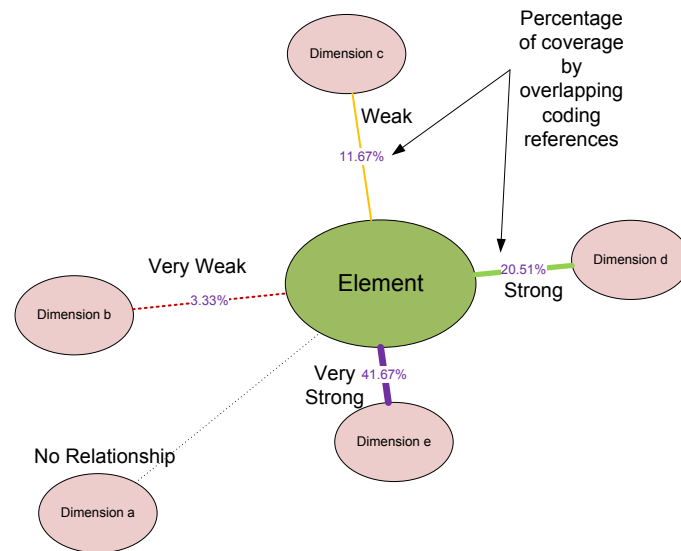 Percentage
of coverage
by
overlapping
coding
references
Dimension c
Weak
11.67%
Dimension d
20.51%
Strong
Element
Very Weak
3.33%
Dimension b
Very
Strong
41.67%
Dimension e
No Relationship
Dimension a